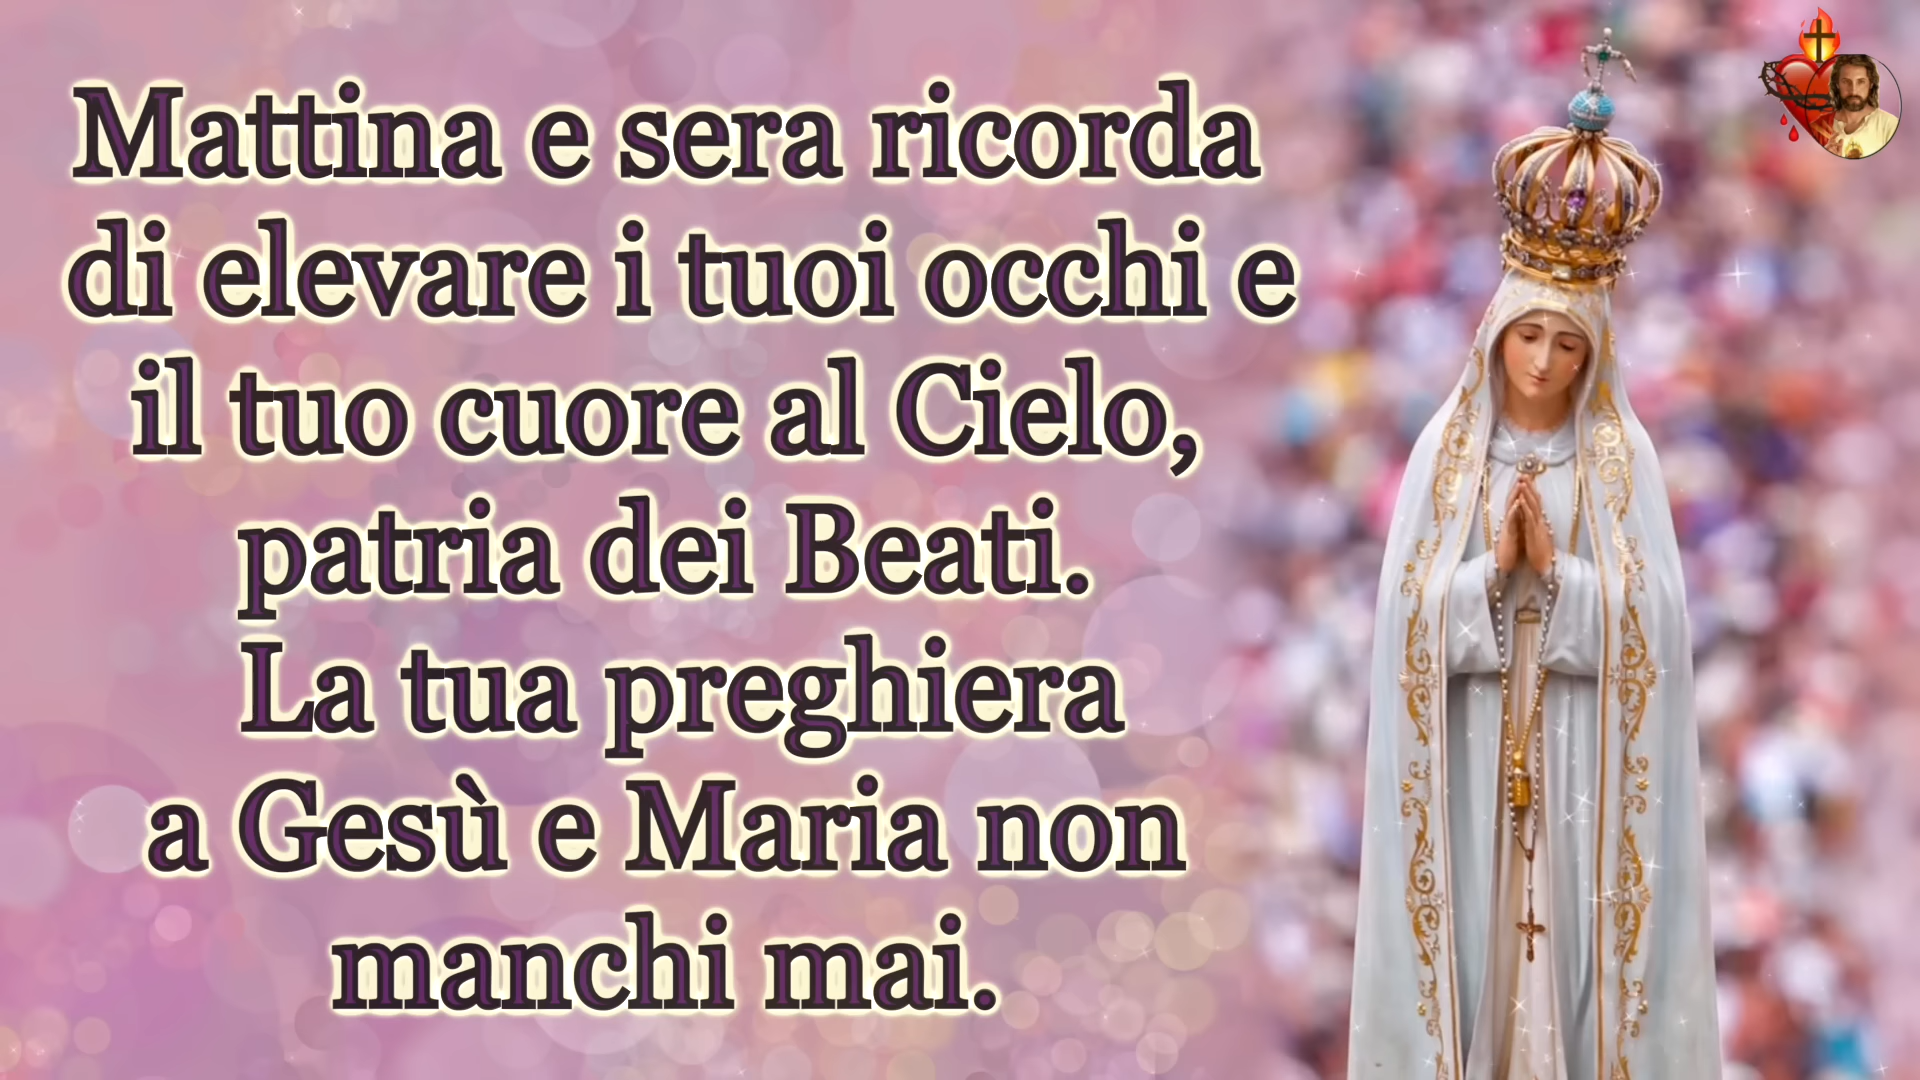 Mattina e sera ricorda
di elevare i tuoi occhi e
il tuo cuore al Cielo,
patria dei Beati.
La tua preghiera
a Gesù e Maria non
manchi mai.